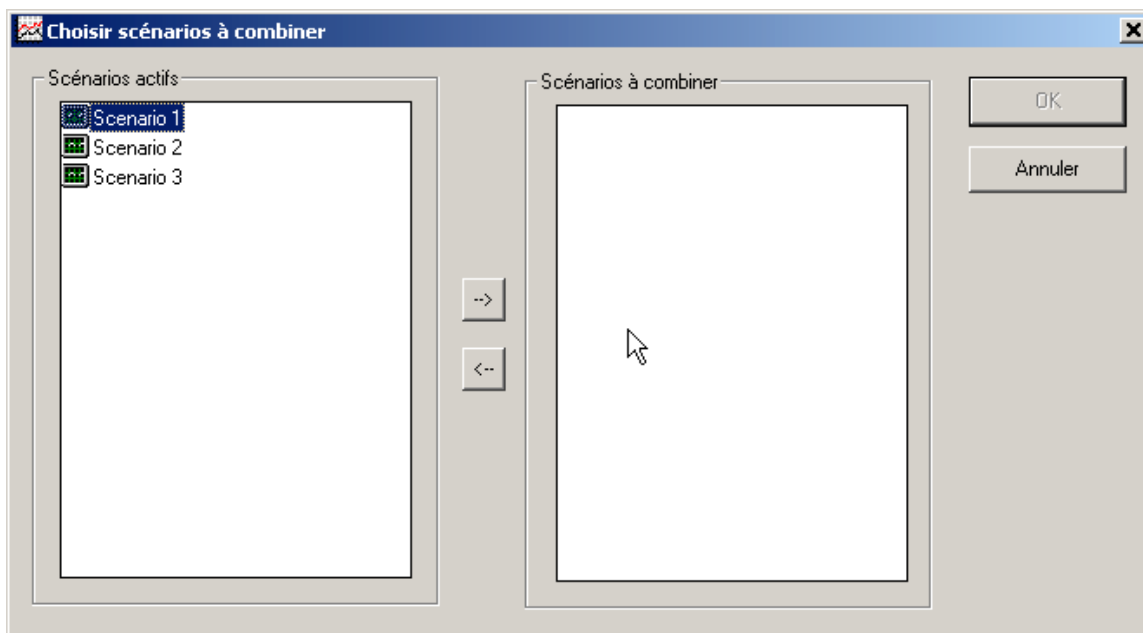 Choisir scénarios à combiner
Scénarios actifs
Scenario 1
Scenario 2
Scenario 3
-->
<--
Scénarios à combiner
OK
Annuler